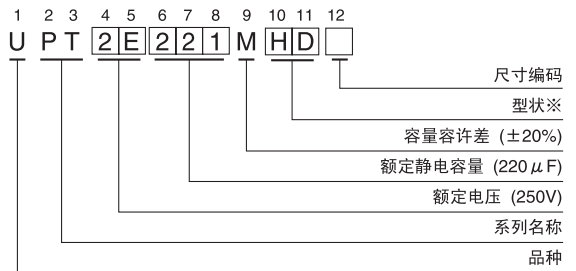 1 2 3 4 5 6 7 8 9 10 11 12
U P T 2 E 2 2 1 M H D
尺寸编码
型状※
容量容许差 (±20%)
额定静电容量 (220μF)
额定电压 (250V)
系列名称
品种